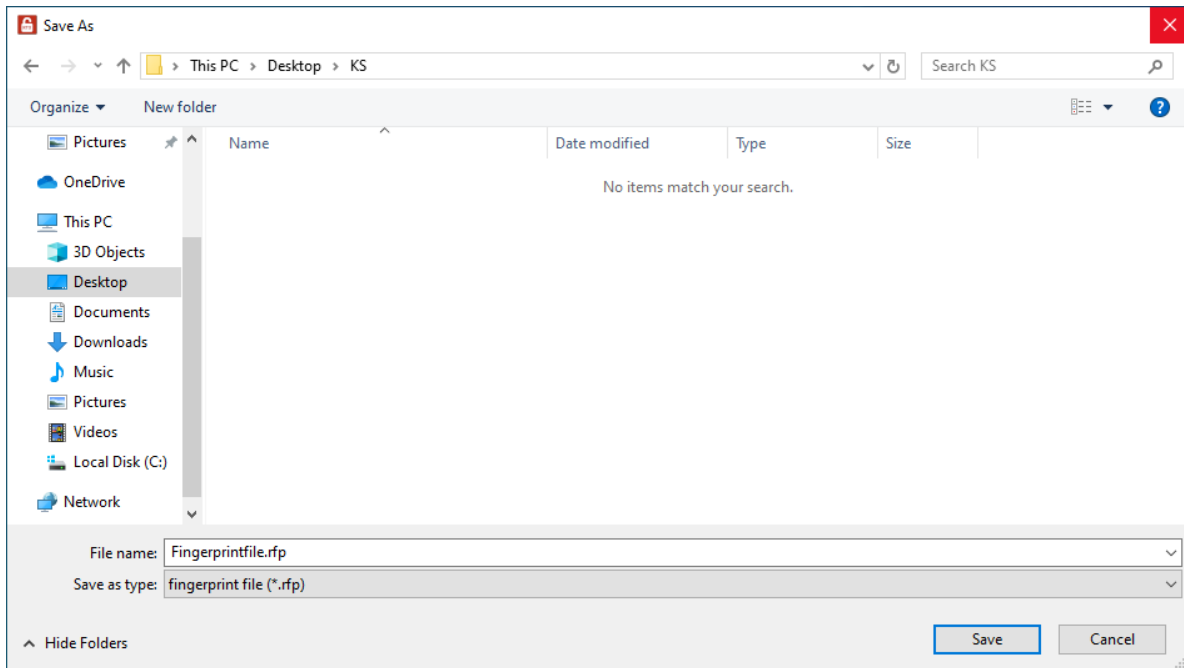 Save As
This PC > Desktop > KS
Search KS
Organize
New folder
Name
Date modified
Type
Size
No items match your search.
Pictures
OneDrive
This PC
3D Objects
Desktop
Documents
Downloads
Music
Pictures
Videos
Local Disk (C:)
Network
File name: Fingerprintfile.rfp
Save as type: fingerprint file (*.rfp)
Hide Folders
Save
Cancel